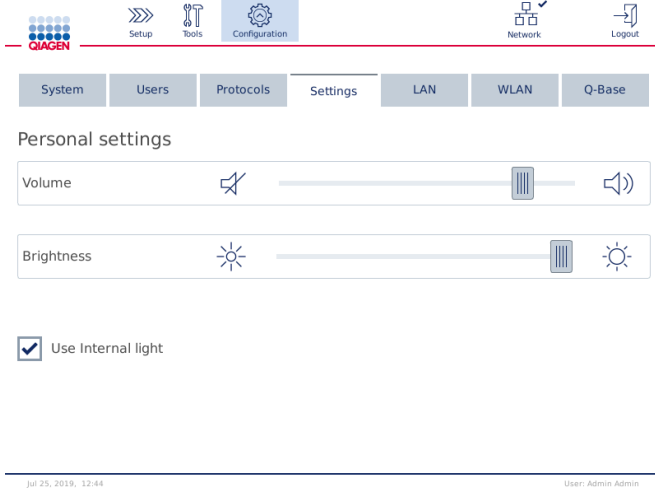 Setup Tools Configuration Network Logout
QIAGEN
System Users Protocols Settings LAN WLAN Q-Base
Personal settings
Volume
Brightness
Use Internal light
Jul 25, 2019, 12:44 User: Admin Admin